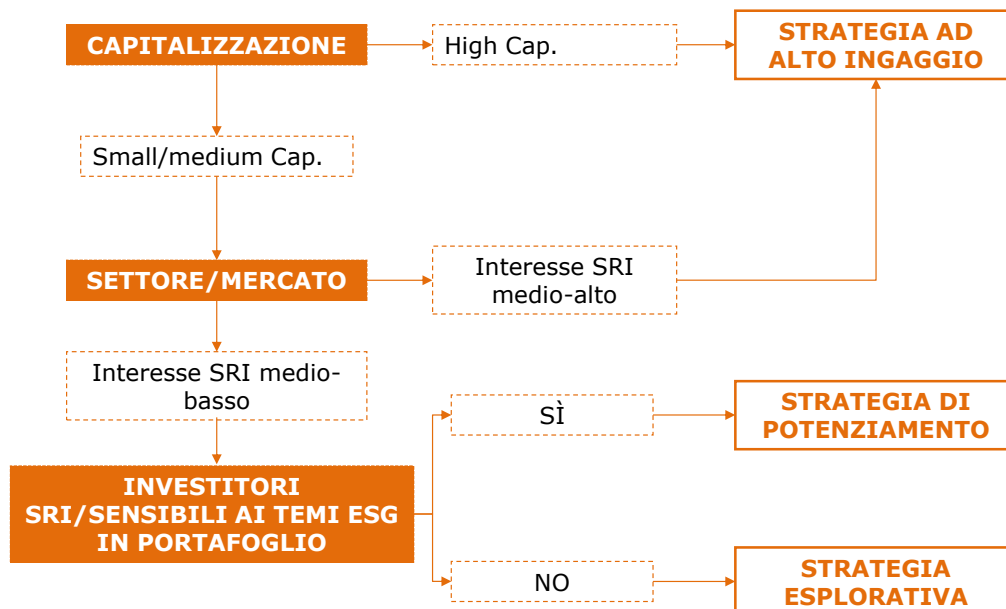 CAPITALIZZAZIONE
High Cap.
STRATEGIA AD
ALTO INGAGGIO
Small/medium Cap.
SETTORE/MERCATO
Interesse SRI
medio-alto
Interesse SRI medio-
basso
SÌ
STRATEGIA DI
POTENZIAMENTO
INVESTITORI
SRI/SENSIBILI AI TEMI ESG
IN PORTAFOGLIO
NO
STRATEGIA
ESPLORATIVA